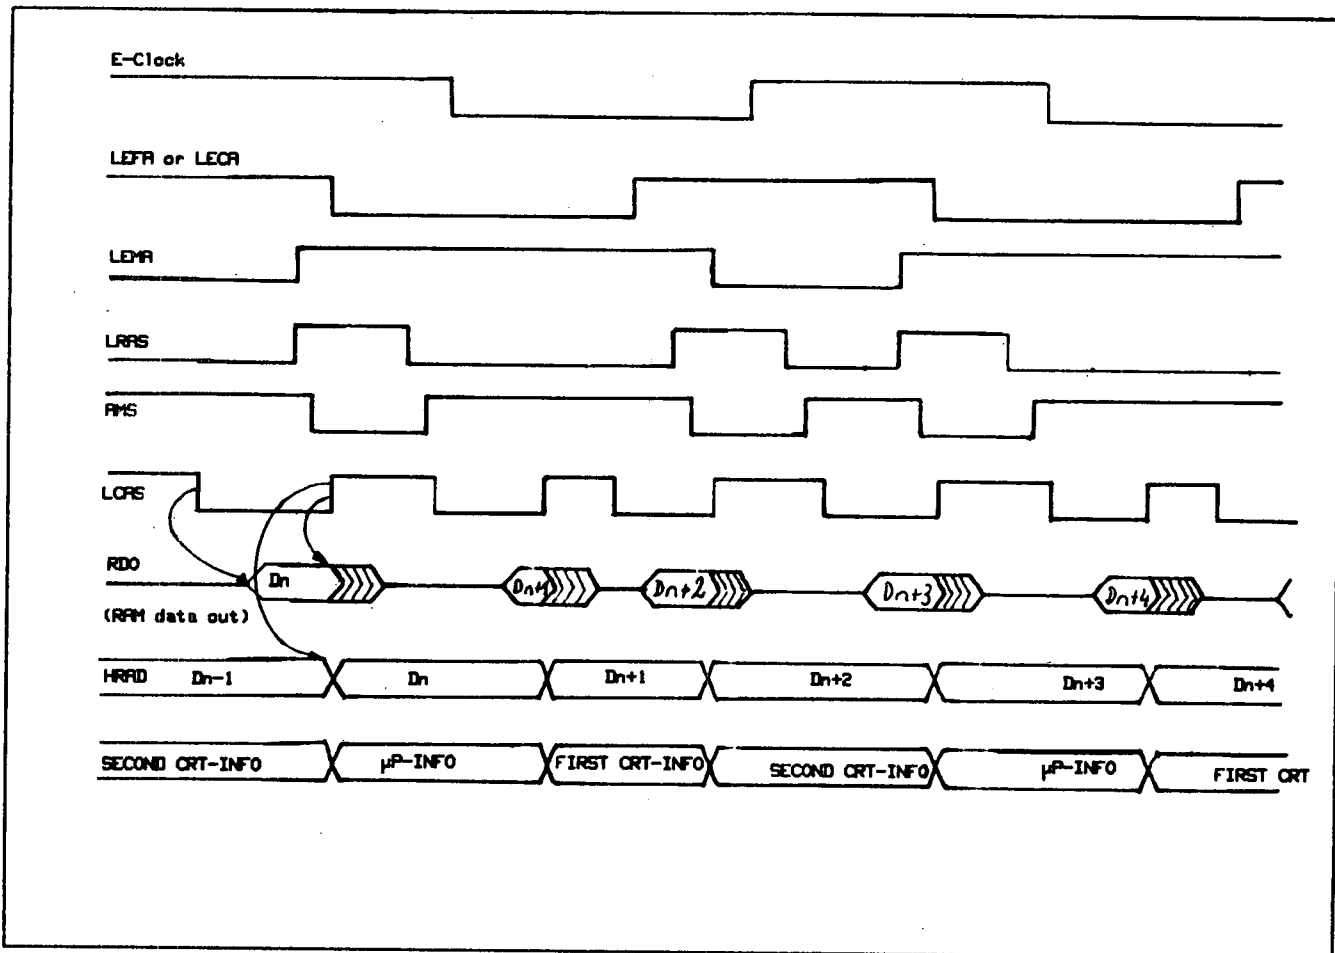 E-Clock
LEFA or LECA
LEMA
LRAS
AMS
LCAS
RDO Dn Dn+1 Dn+2 Dn+3 Dn+4
(RAM data out)
HRAD Dn-1 Dn Dn+1 Dn+2 Dn+3 Dn+4
SECOND CRT-INFO µP-INFO FIRST CRT-INFO SECOND CRT-INFO µP-INFO FIRST CRT